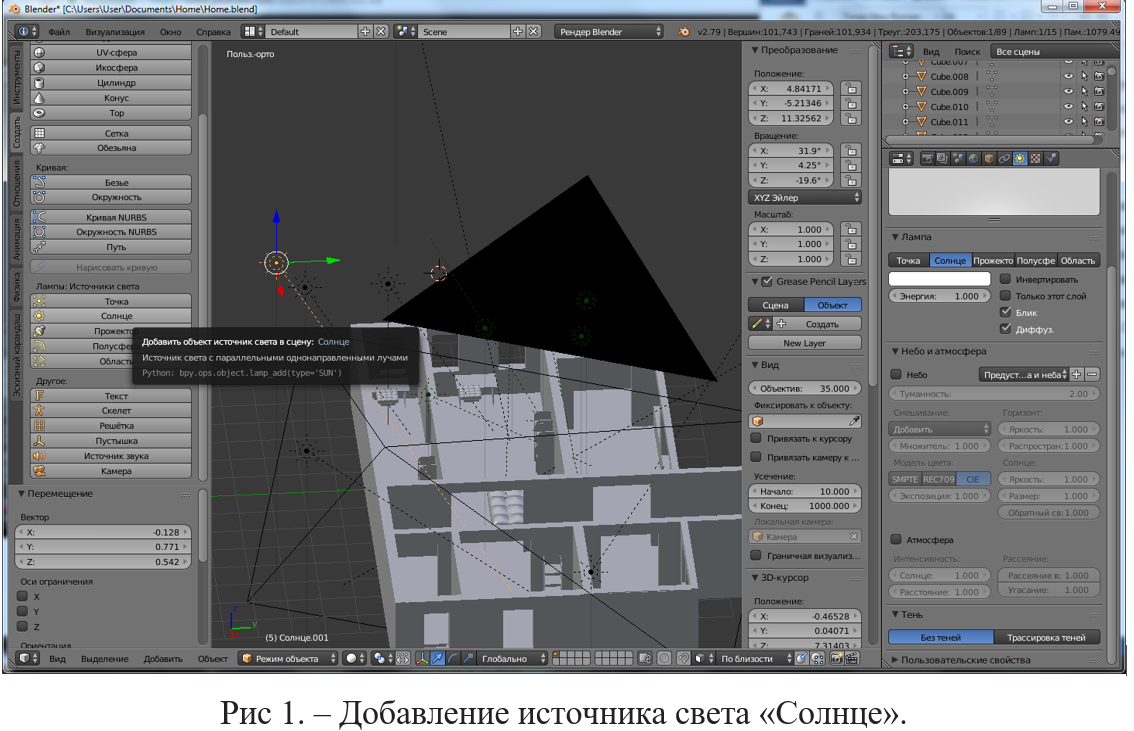 Blender* [C:\Users\User\Documents\Home\Home.blend]
Файл Визуализация Окно Справка Default Scene Рендер Blender v2.79 | Вершин:101,743 | Граней:101,934 | Треуг.:203,175 | Объектов:1/89 | Ламп:1/15 | Пам.:1079.49
Инструменты
Создать
Отношения
Анимация
Физика
Эскизный карандаш
UV-сфера
Икосфера
Цилиндр
Конус
Тор
Сетка
Обезьяна
Кривая:
Безье
Окружность
Кривая NURBS
Окружность NURBS
Путь
Нарисовать кривую
Лампы: Источники света
Точка
Солнце
Прожекто
Полусфе
Област
Другое:
Текст
Скелет
Решётка
Пустышка
Источник звука
Камера
Перемещение
Вектор
X: -0.128
Y: 0.771
Z: 0.542
Оси ограничения
X
Y
Z
Ориентация
Польз.-орто
Добавить объект источник света в сцену: Солнце
Источник света с параллельными однонаправленными лучами
Python: bpy.ops.object.lamp_add(type='SUN')
(5) Солнце.001
Вид Выделение Добавить Объект Режим объекта Глобально По близости
Преобразование
Положение:
X: 4.84171
Y: -5.21346
Z: 11.32562
Вращение:
X: 31.9°
Y: 4.25°
Z: -19.6°
XYZ Эйлер
Масштаб:
X: 1.000
Y: 1.000
Z: 1.000
Grease Pencil Layers
Сцена Объект
Создать
New Layer
Вид
Объектив: 35.000
Фиксировать к объекту:
Привязать к курсору
Привязать камеру к ...
Усечение:
Начало: 10.000
Конец: 1000.000
Локальная камера:
Камера
Граничная визуализ...
3D-курсор
Положение:
X: -0.46528
Y: 0.04071
Z: 7.31403
Вид Поиск Все сцены
Cube.007
Cube.008
Cube.009
Cube.010
Cube.011
Лампа
Точка Солнце Прожекто Полусфе Область
Инвертировать
Энергия: 1.000 Только этот слой
Блик
Диффуз.
Небо и атмосфера
Небо Предуст...а и неба
Туманность: 2.00
Смешивание: Горизонт:
Добавить Яркость: 1.000
Множитель: 1.000 Распростран:1.000
Модель цвета: Солнце:
SMPTE REC709 CIE Яркость: 1.000
Экспозиция: 1.000 Размер: 1.000
Обратный св:1.000
Атмосфера
Интенсивность: Рассеяние:
Солнце: 1.000 Рассеяние в: 1.000
Расстояние: 1.000 Угасание: 1.000
Тень
Без теней Трассировка теней
Пользовательские свойства
Рис 1. – Добавление источника света «Солнце».